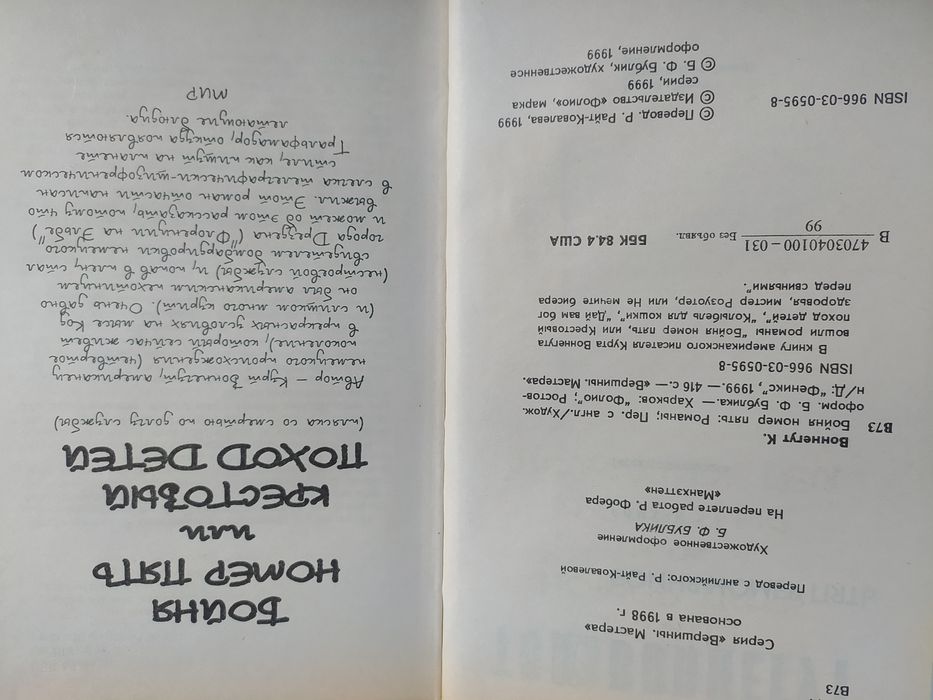 В73
Серия «Вершины. Мастера»
основана в 1998 г.
Перевод с английского: Р. Райт-Ковалевой
Художественное оформление
Б. Ф. БУБЛИКА
На переплете работа Р. Фобера
«Манхэттен»
Воннегут К.
В73
Бойня номер пять: Романы; Пер. с англ./Худож.
оформ. Б. Ф. Бублика.— Харьков: "Фолио"; Ростов-
н/Д: "Феникс", 1999.— 416 с.— «Вершины. Мастера».
ISBN 966-03-0595-8
В книгу американского писателя Курта Воннегута
вошли романы "Бойня номер пять, или Крестовый
поход детей", "Колыбель для кошки", "Дай вам бог
здоровья, мистер Розуотер, или Не мечите бисера
перед свиньями".
В 4703040100 – 031
99
Без объявл.
ББК 84.4 США
ISBN 966-03-0595-8
© Перевод. Р. Райт-Ковалева, 1999
© Издательство «Фолио», марка
серии, 1999
© Б. Ф. Бублик, художественное
оформление, 1999
БОЙНЯ
НОМЕР ПЯТЬ
или
КРЕСТОВЫЙ
ПОХОД ДЕТЕЙ
(пляска со смертью по долгу службы)
Автор – Курт Воннегут, американец
немецкого происхождения (четвертое
поколение), который сейчас живет
в прекрасных условиях на мысе Код
(и слишком много курит). Очень давно
он был американским пехотинцем
(нестроевой службы) и, попав в плен, стал
свидетелем бомбардировки немецкого
города Дрездена ("Флоренции на Эльбе")
и может об этом рассказать, потому что
выжил. Этот роман отчасти написан
в слегка телеграфически-шизофреническом
стиле, как пишут на планете
Тральфамадор, откуда появляются
летающие блюдца.
Мир